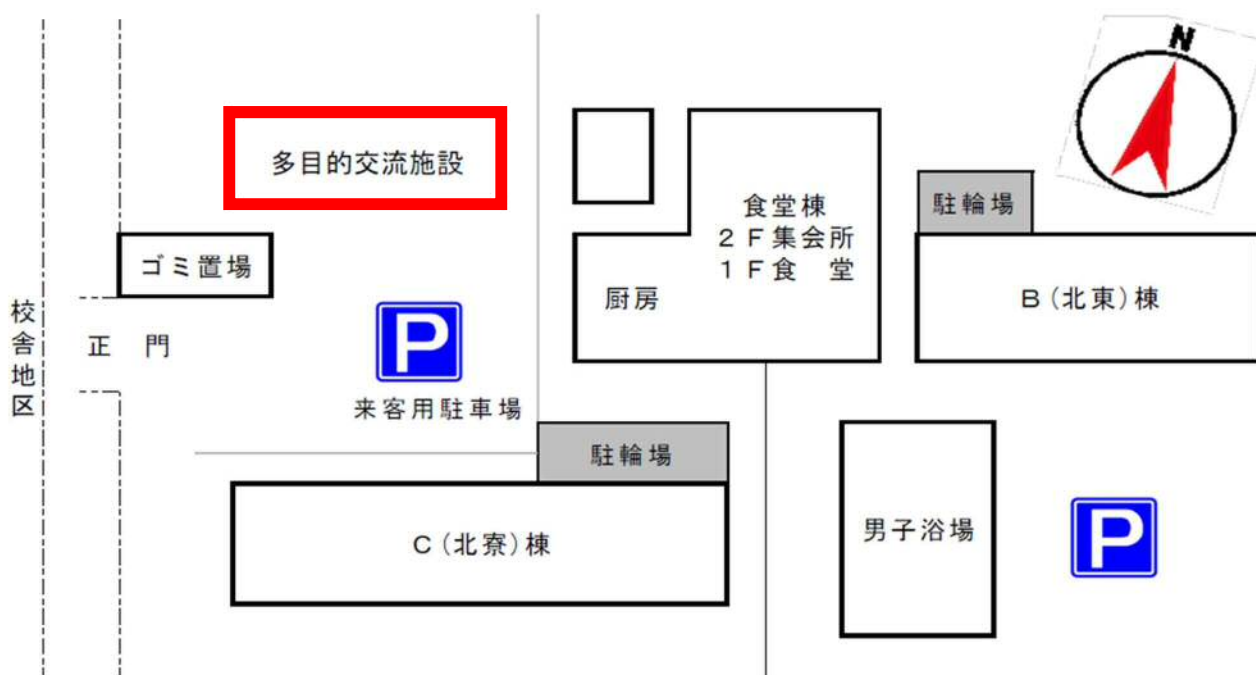 N
多目的交流施設
食堂棟
２Ｆ集会所
１Ｆ食　堂
駐輪場
ゴミ置場
厨房
B（北東）棟
校舎地区
正　門
P
来客用駐車場
駐輪場
C（北寮）棟
男子浴場
P